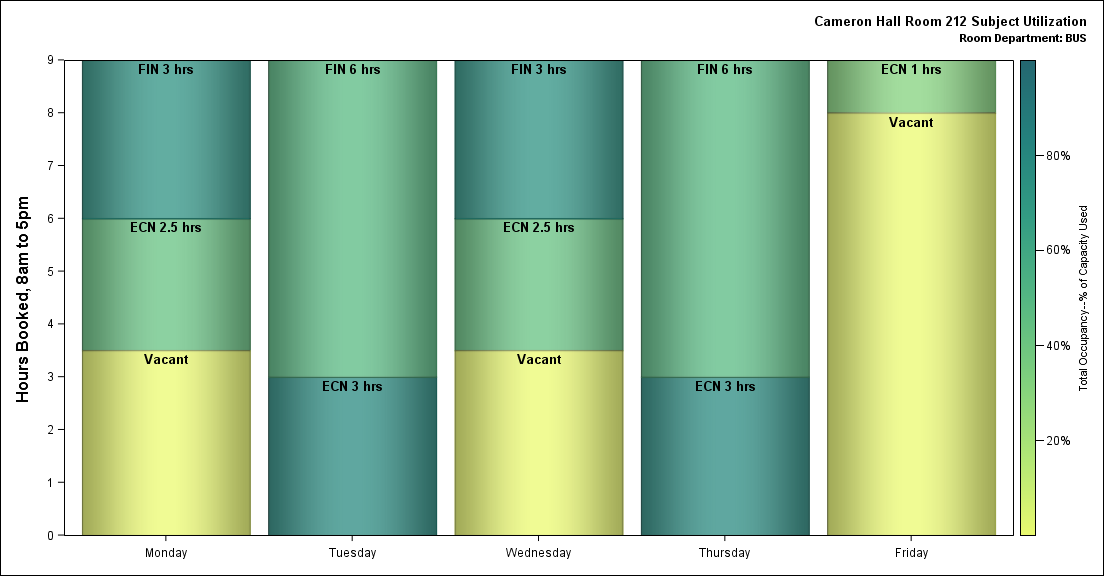 Cameron Hall Room 212 Subject Utilization
Room Department: BUS
Hours Booked, 8am to 5pm
9
8
7
6
5
4
3
2
1
0
FIN 3 hrs
ECN 2.5 hrs
Vacant
FIN 6 hrs
ECN 3 hrs
FIN 3 hrs
ECN 2.5 hrs
Vacant
FIN 6 hrs
ECN 3 hrs
ECN 1 hrs
Vacant
Monday
Tuesday
Wednesday
Thursday
Friday
80%
60%
40%
20%
Total Occupancy--% of Capacity Used